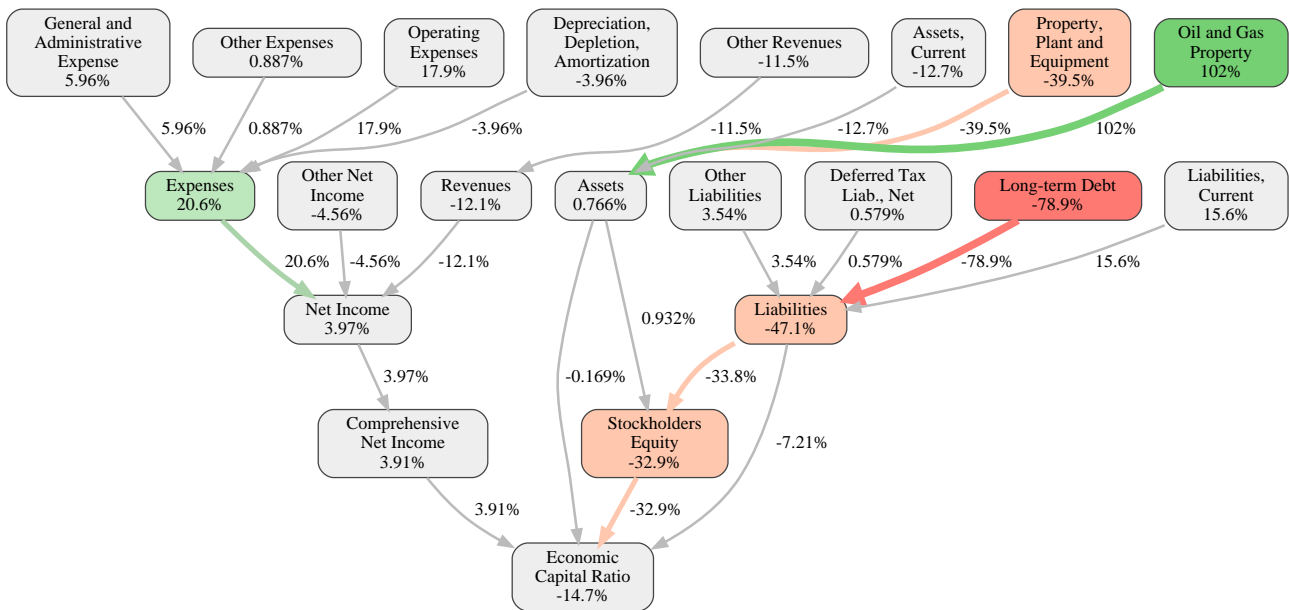 General and
Administrative
Expense
5.96%
Other Expenses
0.887%
Operating
Expenses
17.9%
Depreciation,
Depletion,
Amortization
-3.96%
Other Revenues
-11.5%
Assets,
Current
-12.7%
Property,
Plant and
Equipment
-39.5%
Oil and Gas
Property
102%
5.96%
0.887%
17.9%
-3.96%
-11.5%
-12.7%
-39.5%
102%
Expenses
20.6%
Other Net
Income
-4.56%
Revenues
-12.1%
Assets
0.766%
Other
Liabilities
3.54%
Deferred Tax
Liab., Net
0.579%
Long-term Debt
-78.9%
Liabilities,
Current
15.6%
20.6%
-4.56%
-12.1%
3.54%
0.579%
-78.9%
15.6%
Net Income
3.97%
0.932%
Liabilities
-47.1%
3.97%
-0.169%
-33.8%
Comprehensive
Net Income
3.91%
Stockholders
Equity
-32.9%
-7.21%
3.91%
-32.9%
Economic
Capital Ratio
-14.7%